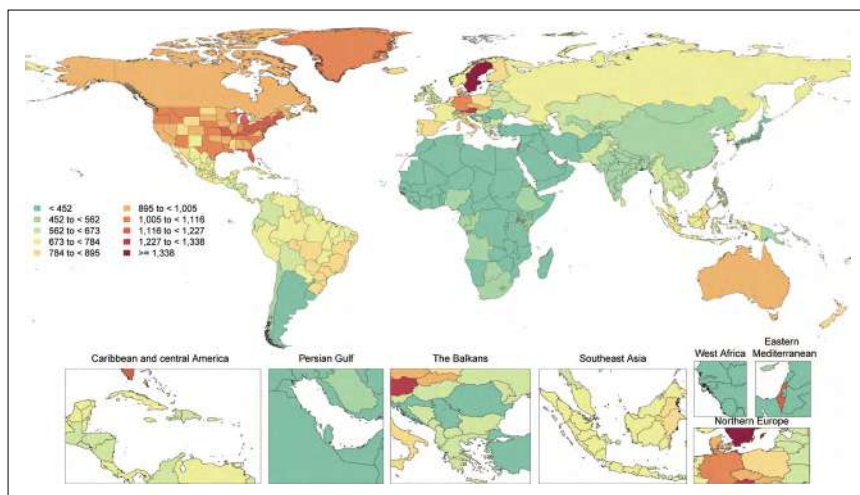 < 452
452 to < 562
562 to < 673
673 to < 784
784 to < 895
895 to < 1,005
1,005 to < 1,116
1,116 to < 1,227
1,227 to < 1,338
>= 1,338
Caribbean and central America
Persian Gulf
The Balkans
Southeast Asia
West Africa
Eastern
Mediterranean
Northern Europe